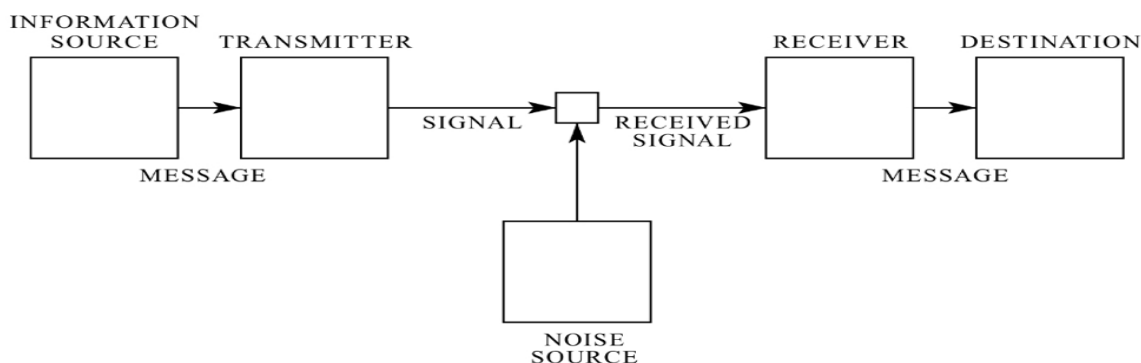 INFORMATION
SOURCE
TRANSMITTER
RECEIVER
DESTINATION
SIGNAL
RECEIVED
SIGNAL
MESSAGE
MESSAGE
NOISE
SOURCE